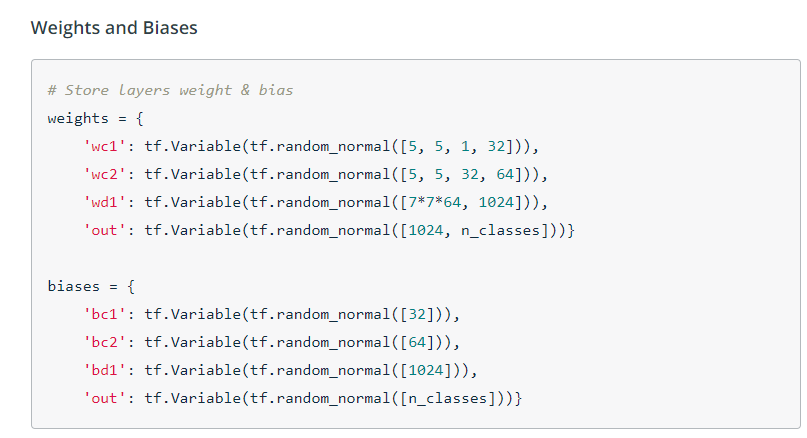 Weights and Biases
# Store layers weight & bias
weights = {
    'wc1': tf.Variable(tf.random_normal([5, 5, 1, 32])),
    'wc2': tf.Variable(tf.random_normal([5, 5, 32, 64])),
    'wd1': tf.Variable(tf.random_normal([7*7*64, 1024])),
    'out': tf.Variable(tf.random_normal([1024, n_classes]))}

biases = {
    'bc1': tf.Variable(tf.random_normal([32])),
    'bc2': tf.Variable(tf.random_normal([64])),
    'bd1': tf.Variable(tf.random_normal([1024])),
    'out': tf.Variable(tf.random_normal([n_classes]))}